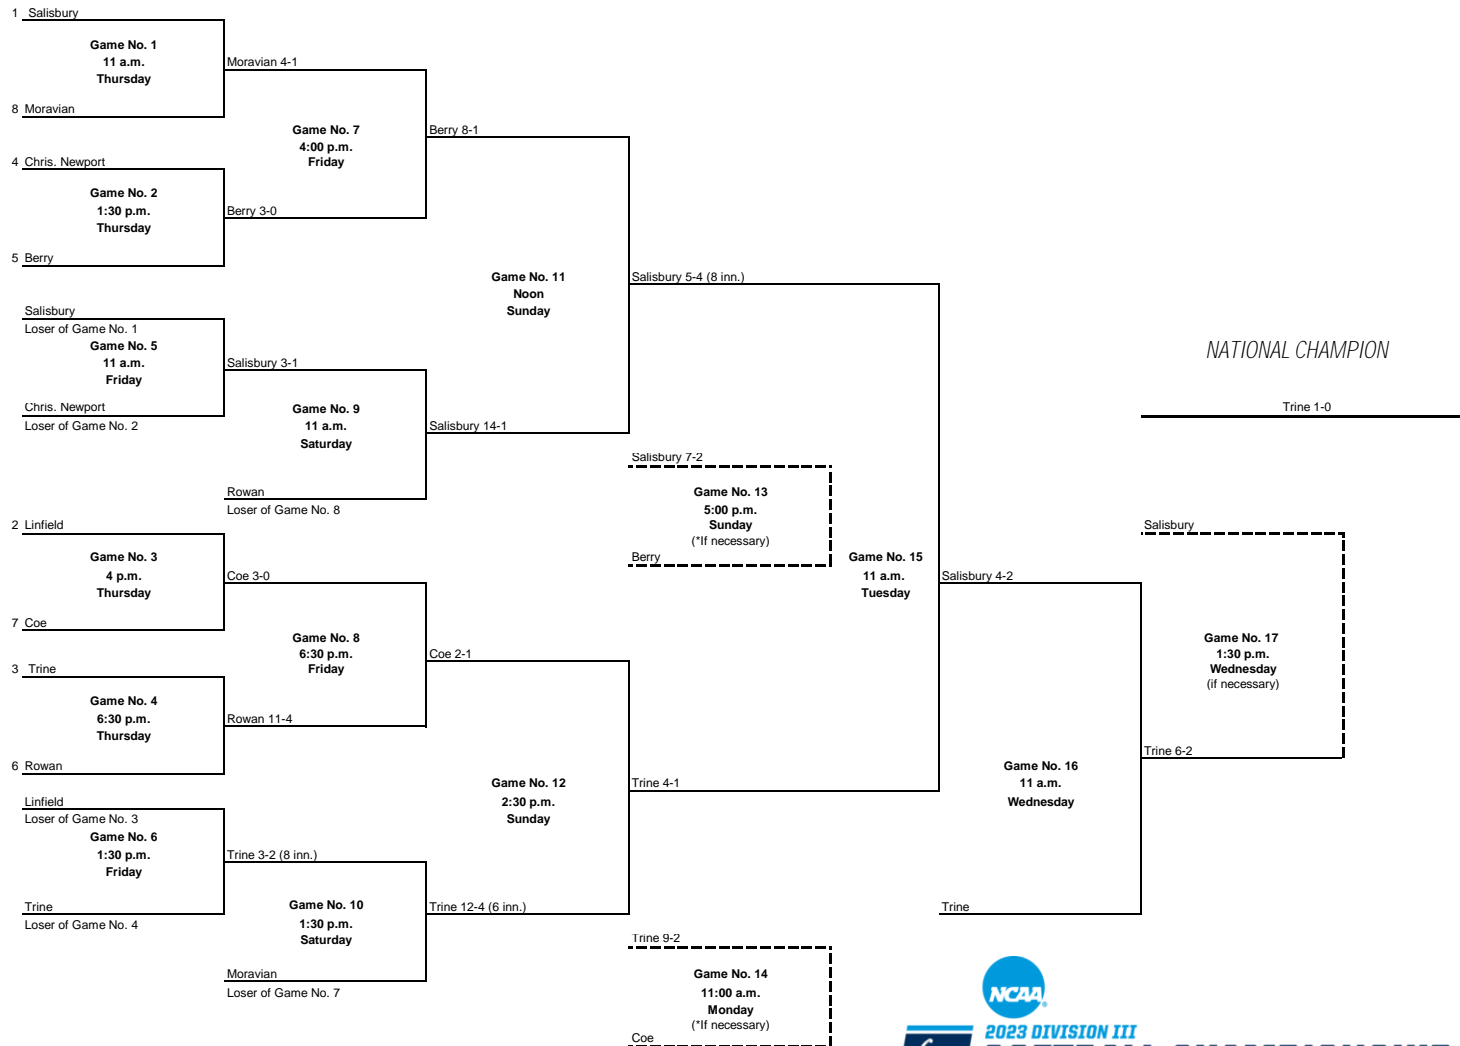 1 Salisbury
Game No. 1
11 a.m.
Thursday
Moravian 4-1
8 Moravian
Game No. 7
4:00 p.m.
Friday
Berry 8-1
4 Chris. Newport
Game No. 2
1:30 p.m.
Thursday
Berry 3-0
5 Berry
Game No. 11
Noon
Sunday
Salisbury 5-4 (8 inn.)
Salisbury
Loser of Game No. 1
Game No. 5
11 a.m.
Friday
Salisbury 3-1
Chris. Newport
Loser of Game No. 2
Game No. 9
11 a.m.
Saturday
Salisbury 14-1
Rowan
Loser of Game No. 8
NATIONAL CHAMPION
Trine 1-0
Salisbury 7-2
Game No. 13
5:00 p.m.
Sunday
(*If necessary)
Berry
2 Linfield
Game No. 3
4 p.m.
Thursday
Coe 3-0
7 Coe
Game No. 8
6:30 p.m.
Friday
Coe 2-1
3 Trine
Game No. 4
6:30 p.m.
Thursday
Rowan 11-4
6 Rowan
Game No. 15
11 a.m.
Tuesday
Salisbury 4-2
Salisbury
Game No. 17
1:30 p.m.
Wednesday
(if necessary)
Trine 6-2
Game No. 16
11 a.m.
Wednesday
Trine
Game No. 12
2:30 p.m.
Sunday
Trine 4-1
Linfield
Loser of Game No. 3
Game No. 6
1:30 p.m.
Friday
Trine 3-2 (8 inn.)
Trine
Loser of Game No. 4
Game No. 10
1:30 p.m.
Saturday
Trine 12-4 (6 inn.)
Moravian
Loser of Game No. 7
Trine 9-2
Game No. 14
11:00 a.m.
Monday
(*If necessary)
Coe
NCAA
2023 DIVISION III